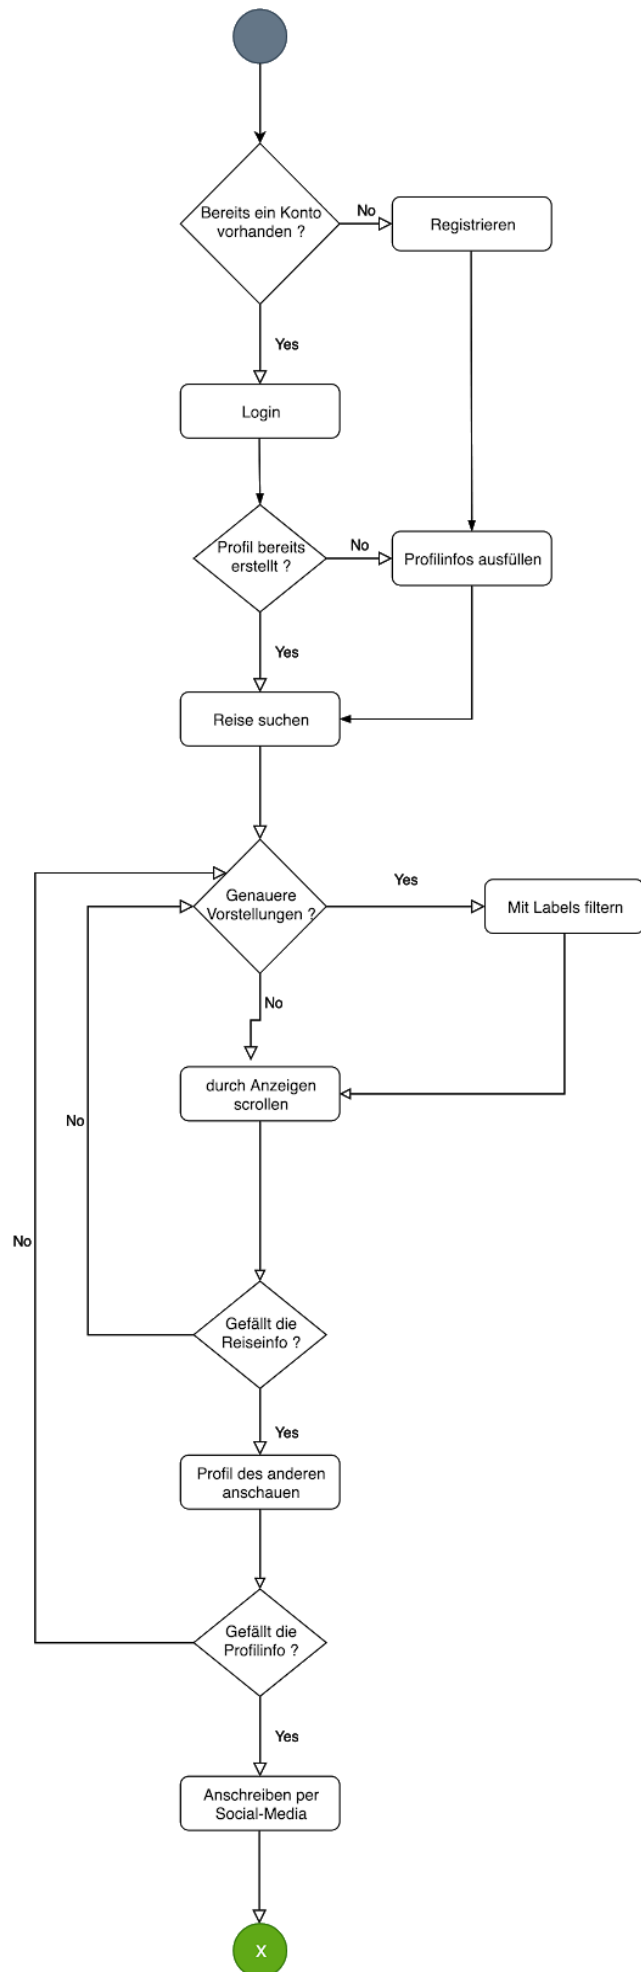 Bereits ein Konto
vorhanden ?
No
Registrieren
Yes
Login
Profil bereits
erstellt ?
No
Profilinfos ausfüllen
Yes
Reise suchen
Genauere
Vorstellungen ?
Yes
Mit Labels filtern
No
durch Anzeigen
scrollen
No
No
Gefällt die
Reiseinfo ?
Yes
Profil des anderen
anschauen
Gefällt die
Profilinfo ?
Yes
Anschreiben per
Social-Media
X